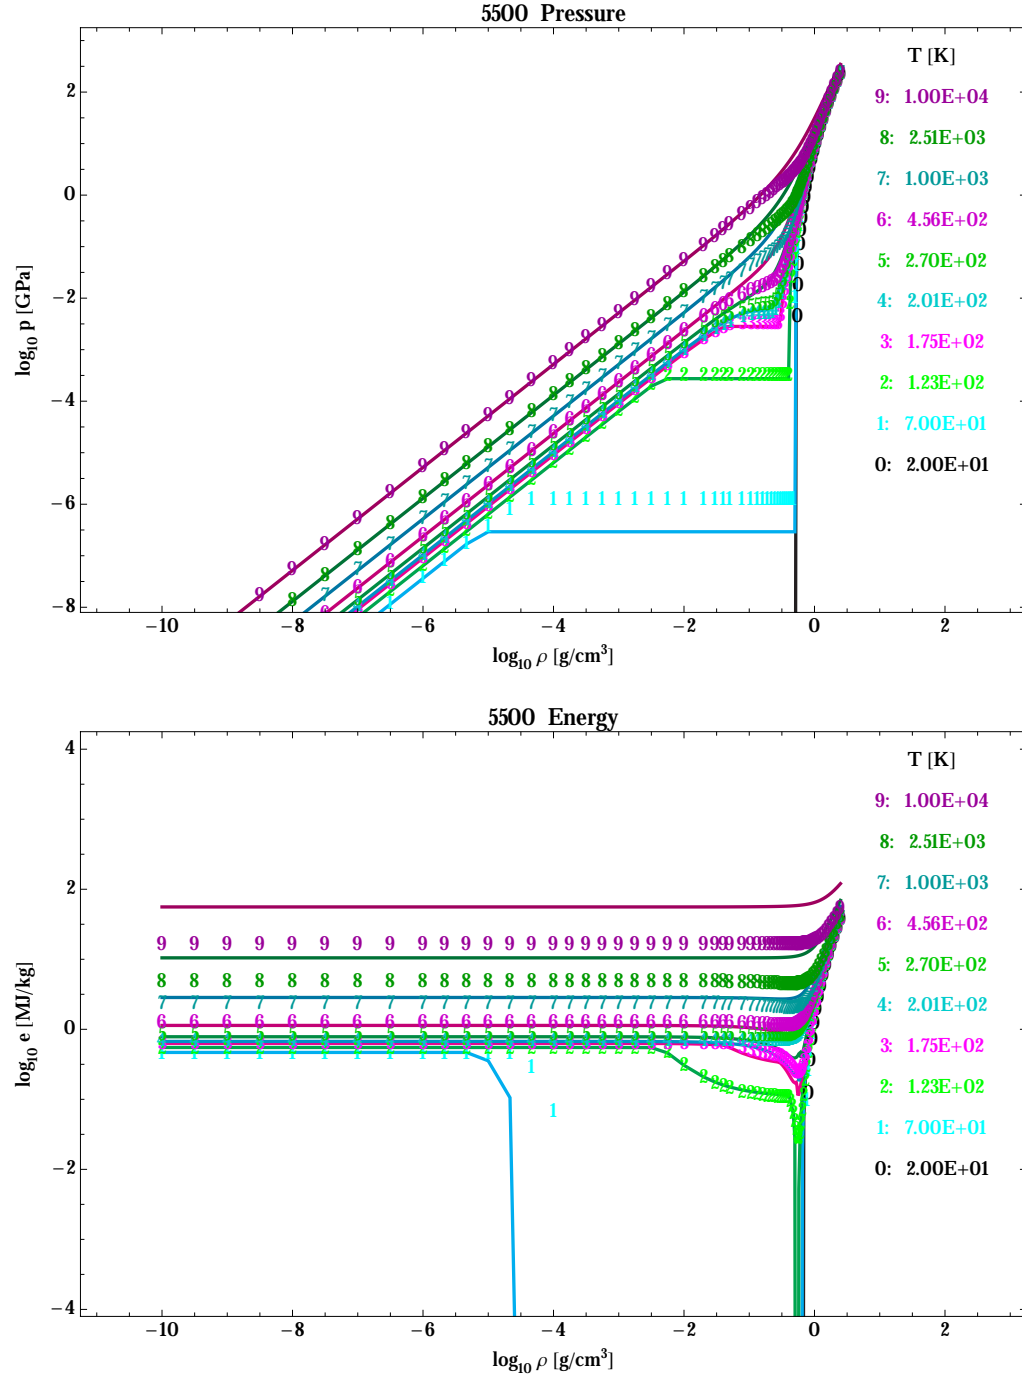 5500 Pressure
T [K]
9: 1.00E+04
8: 2.51E+03
7: 1.00E+03
6: 4.56E+02
5: 2.70E+02
4: 2.01E+02
3: 1.75E+02
2: 1.23E+02
1: 7.00E+01
0: 2.00E+01
log10 p [GPa]
2
0
−2
−4
−6
−8
−10 −8 −6 −4 −2 0 2
log10 ρ [g/cm3]
5500 Energy
T [K]
9: 1.00E+04
8: 2.51E+03
7: 1.00E+03
6: 4.56E+02
5: 2.70E+02
4: 2.01E+02
3: 1.75E+02
2: 1.23E+02
1: 7.00E+01
0: 2.00E+01
log10 e [MJ/kg]
4
2
0
−2
−4
−10 −8 −6 −4 −2 0 2
log10 ρ [g/cm3]